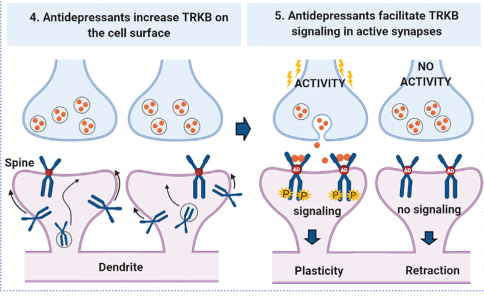 4. Antidepressants increase TRKB on
the cell surface
5. Antidepressants facilitate TRKB
signaling in active synapses
ACTIVITY
NO
ACTIVITY
Spine
AD
AD
AD
AD
P
P
P
P
signaling
no signaling
Dendrite
Plasticity
Retraction